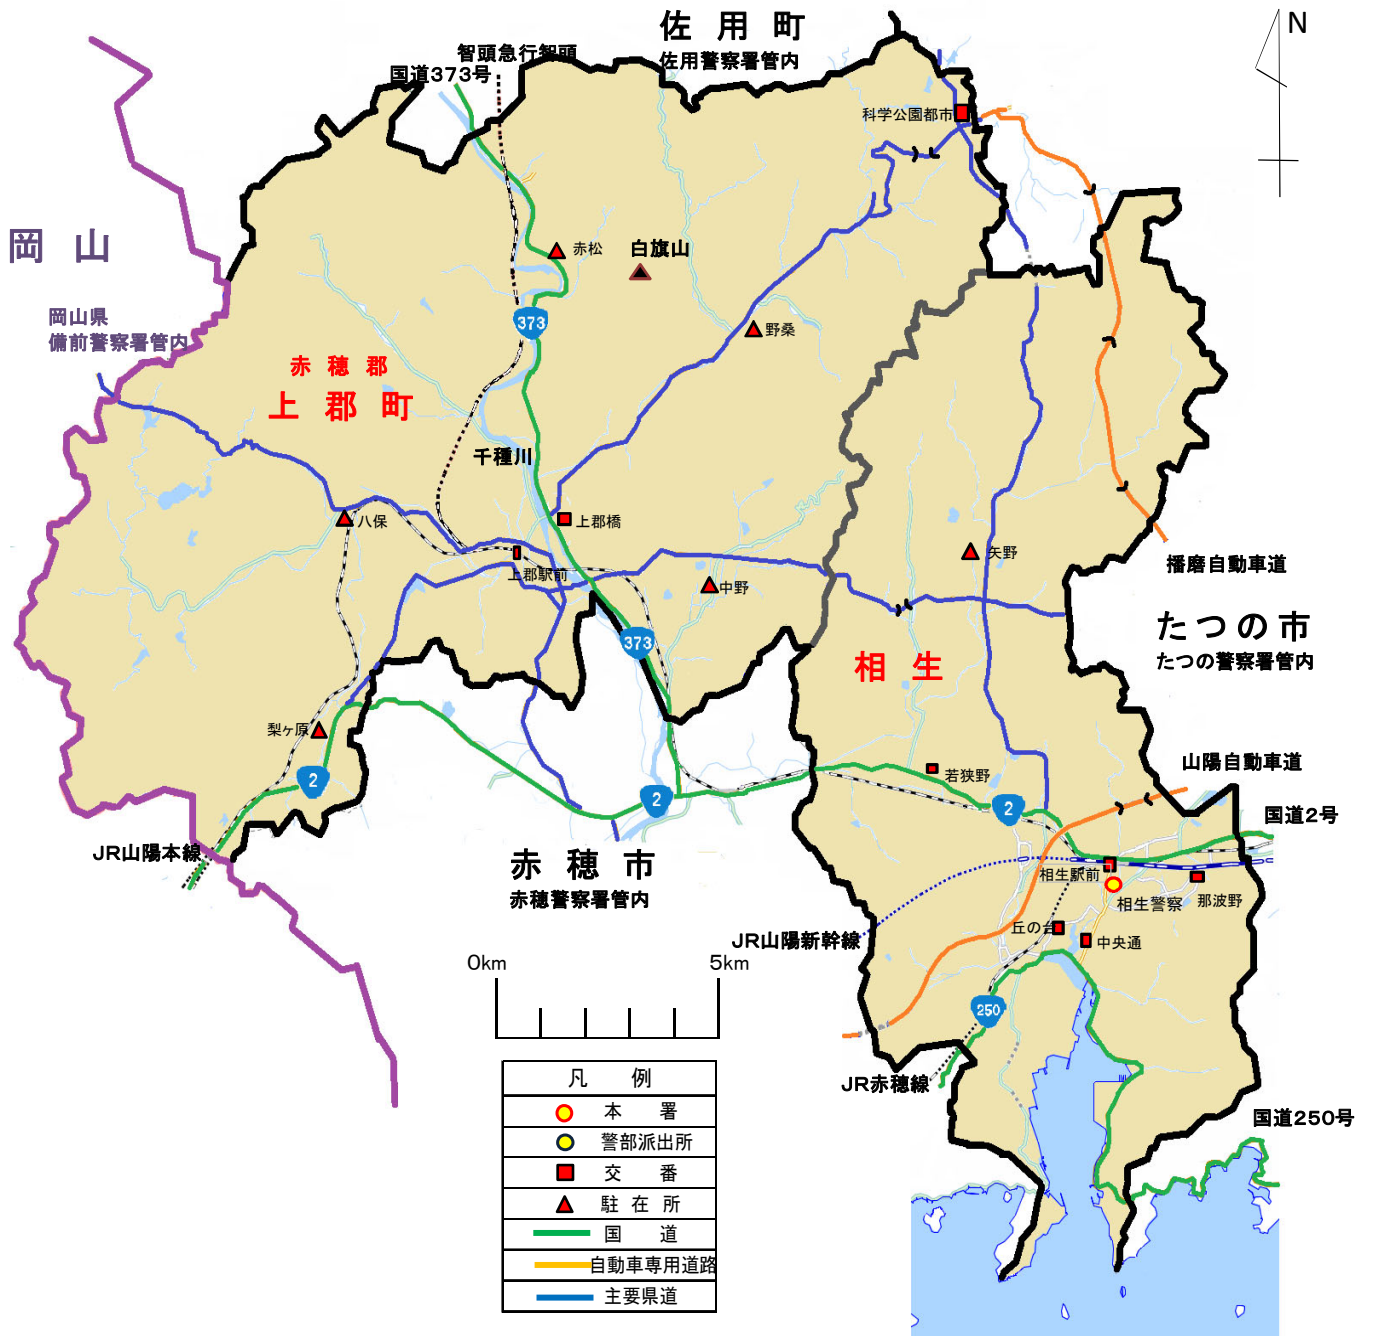 佐用町
佐用警察署管内
N
智頭急行智頭
国道373号
科学公園都市
岡山
岡山県
備前警察署管内
赤松
白旗山
373
野桑
赤穂郡
上郡町
千種川
八保
上郡橋
上郡駅前
中野
矢野
播磨自動車道
たつの市
たつの警察署管内
373
相生
梨ヶ原
2
2
若狭野
2
山陽自動車道
国道2号
JR山陽本線
赤穂市
赤穂警察署管内
相生駅前
相生警察
那波野
丘の台
中央通
JR山陽新幹線
0km
5km
250
JR赤穂線
国道250号
凡例
本署
警部派出所
交番
駐在所
国道
自動車専用道路
主要県道